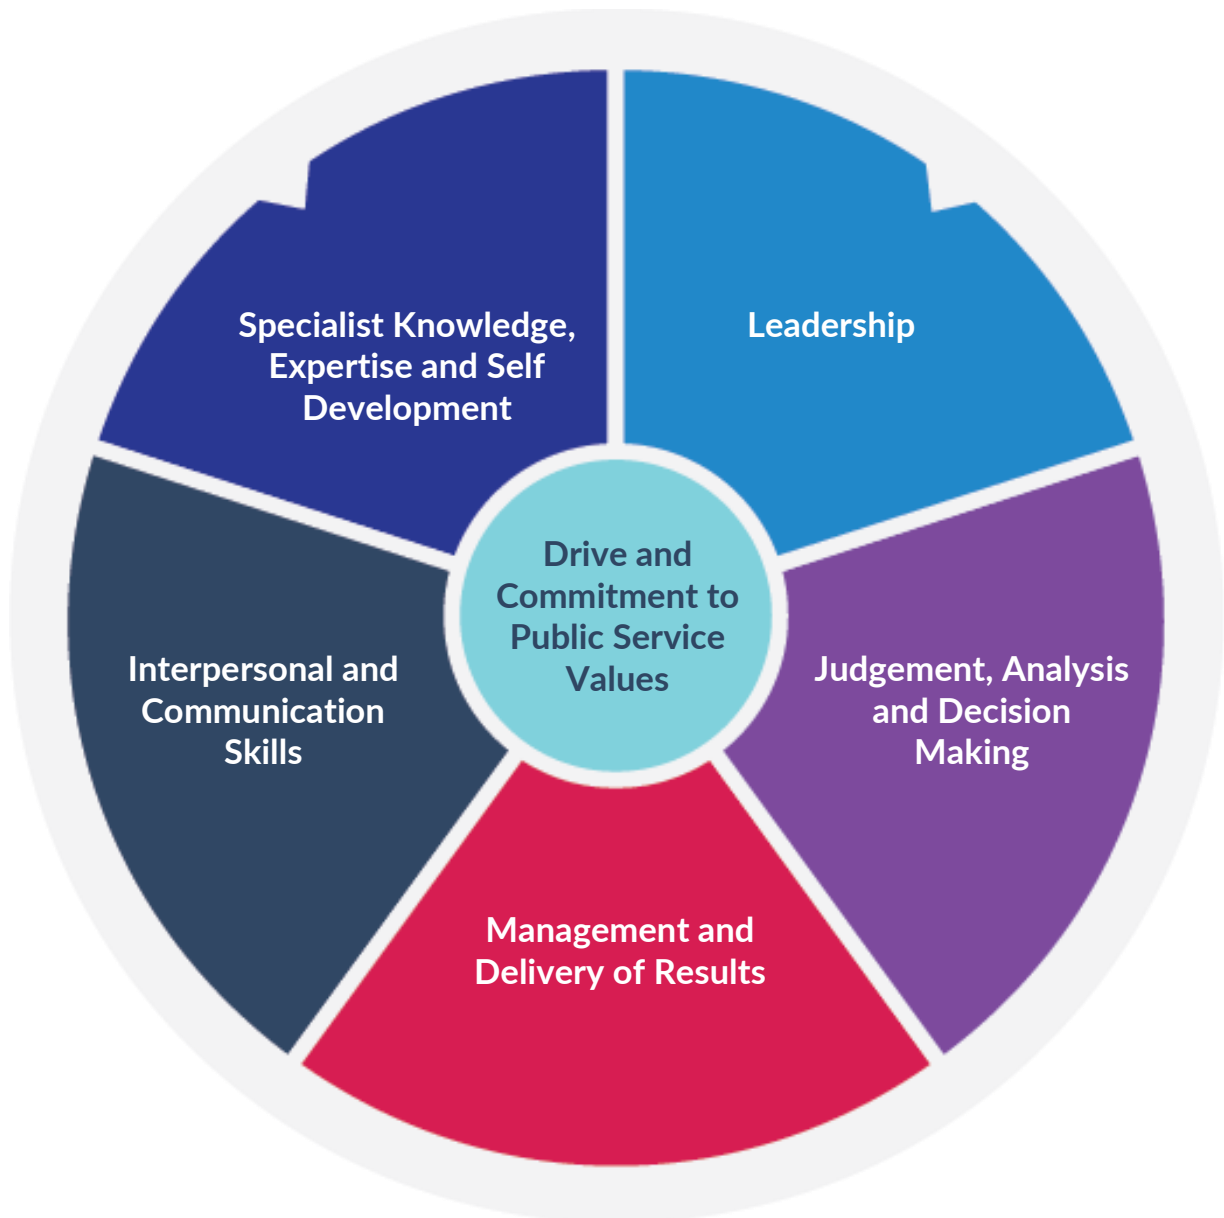 Specialist Knowledge,
Expertise and Self
Development
Leadership
Drive and
Commitment to
Public Service
Values
Interpersonal and
Communication
Skills
Judgement, Analysis
and Decision
Making
Management and
Delivery of Results